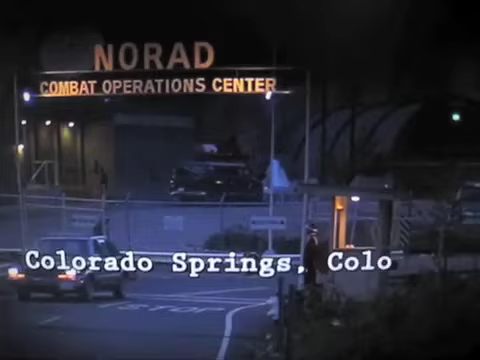 NORAD
COMBAT OPERATIONS CENTER
Colorado Springs, Colo
STOP